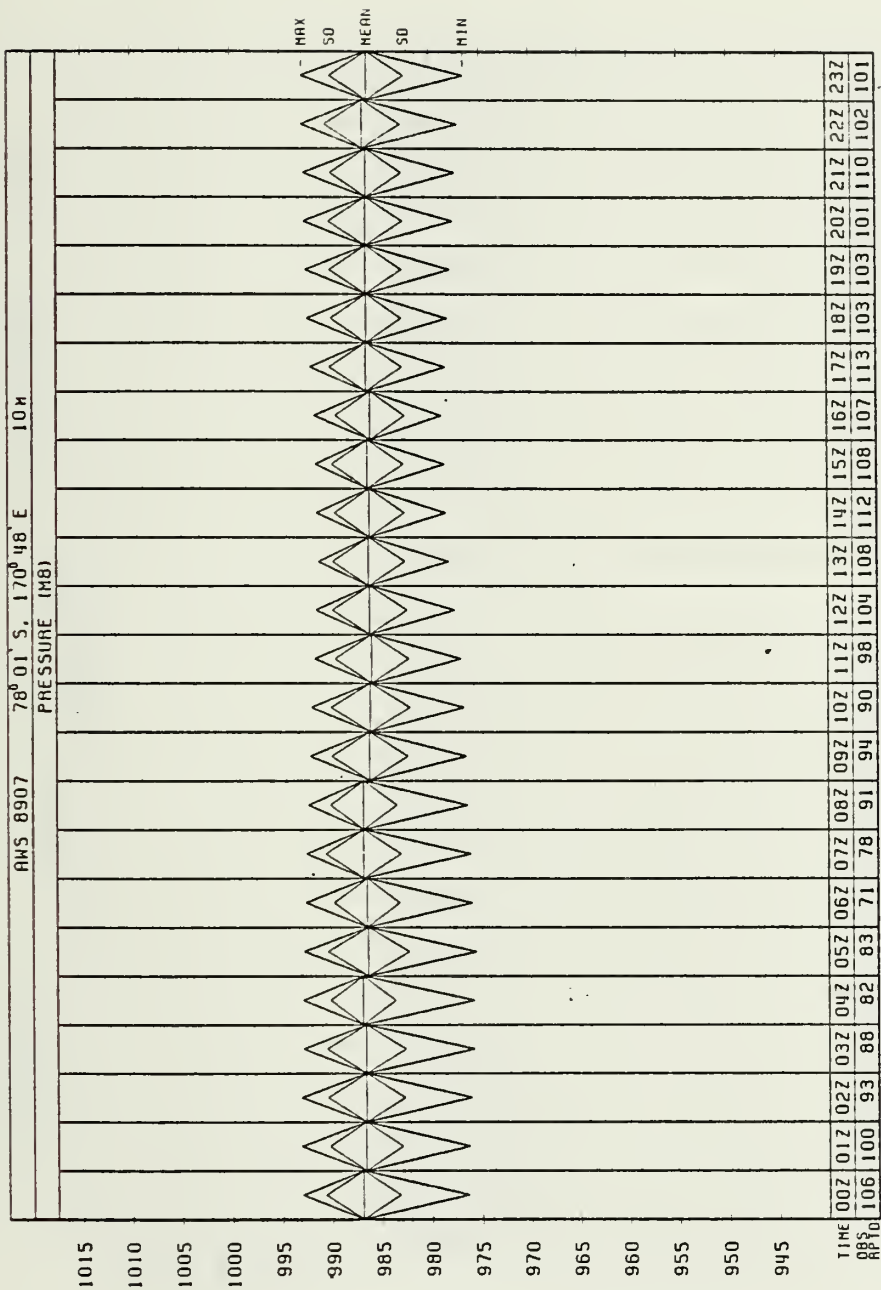 AWS 8907 78⁰ 01' S, 170⁰ 48' E 10M
PRESSURE (MB)
1015
1010
1005
1000
995
990
985
980
975
970
965
960
955
950
945
MAX
SD
MEAN
SD
MIN
TIME 00Z 01Z 02Z 03Z 04Z 05Z 06Z 07Z 08Z 09Z 10Z 11Z 12Z 13Z 14Z 15Z 16Z 17Z 18Z 19Z 20Z 21Z 22Z 23Z
OBS 106 100 93 88 82 83 71 78 91 94 90 98 104 108 112 108 107 113 103 103 101 110 102 101
RPTD